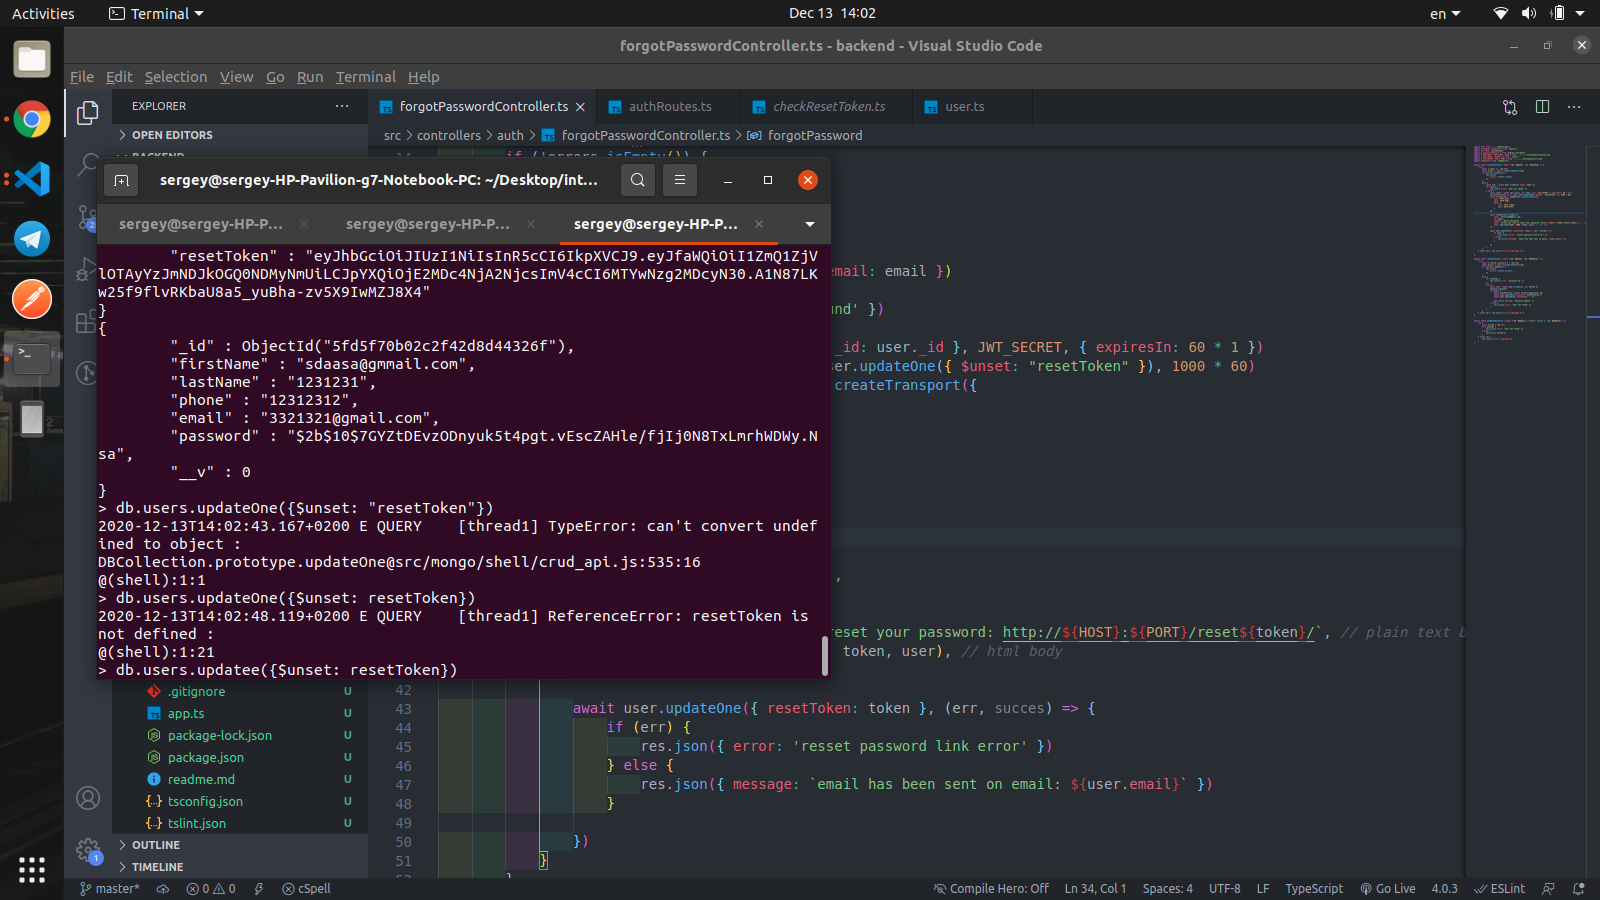 Activities
Terminal
Dec 13 14:02
en
forgotPasswordController.ts - backend - Visual Studio Code
File Edit Selection View Go Run Terminal Help
EXPLORER
forgotPasswordController.ts
authRoutes.ts
checkResetToken.ts
user.ts
OPEN EDITORS
src > controllers > auth > forgotPasswordController.ts > forgotPassword
sergey@sergey-HP-Pavilion-g7-Notebook-PC: ~/Desktop/int...
sergey@sergey-HP-P...
sergey@sergey-HP-P...
sergey@sergey-HP-P...
"resetToken" : "eyJhbGciOiJIUzI1NiIsInR5cCI6IkpXVCJ9.eyJfaWQiOiI1ZmQ1ZjV
lOTAyYzJmNDJkOGQ0NDMyNmUiLCJpYXQiOjE2MDc4NjA2NjcsImV4cCI6MTYwNzg2MDcyN30.A1N87LK
w25f9flvRKbaU8a5_yuBha-zv5X9IwMZJ8X4"
}
{
"_id" : ObjectId("5fd5f70b02c2f42d8d44326f"),
"firstName" : "sdaasa@gmmail.com",
"lastName" : "1231231",
"phone" : "12312312",
"email" : "3321321@gmail.com",
"password" : "$2b$10$7GYZtDEvzODnyuk5t4pgt.vEscZAHle/fjIj0N8TxLmrhWDWy.N
sa",
"__v" : 0
}
> db.users.updateOne({$unset: "resetToken"})
2020-12-13T14:02:43.167+0200 E QUERY    [thread1] TypeError: can't convert undef
ined to object :
DBCollection.prototype.updateOne@src/mongo/shell/crud_api.js:535:16
@(shell):1:1
> db.users.updateOne({$unset: resetToken})
2020-12-13T14:02:48.119+0200 E QUERY    [thread1] ReferenceError: resetToken is
not defined :
@(shell):1:21
> db.users.updatee({$unset: resetToken})
email: email })
und' })
_id: user._id }, JWT_SECRET, { expiresIn: 60 * 1 })
ser.updateOne({ $unset: "resetToken" }), 1000 * 60)
createTransport({
,
reset your password: http://${HOST}:${PORT}/reset${token}/`, // plain text b
token, user), // html body
42
43 await user.updateOne({ resetToken: token }, (err, succes) => {
44 if (err) {
45 res.json({ error: 'resset password link error' })
46 } else {
47 res.json({ message: `email has been sent on email: ${user.email}` })
48 }
49
50 })
51 }
.gitignore U
app.ts U
package-lock.json U
package.json U
readme.md U
tsconfig.json U
tslint.json U
OUTLINE
TIMELINE
master*
0 0
cSpell
Compile Hero: Off
Ln 34, Col 1
Spaces: 4
UTF-8
LF
TypeScript
Go Live
4.0.3
ESLint